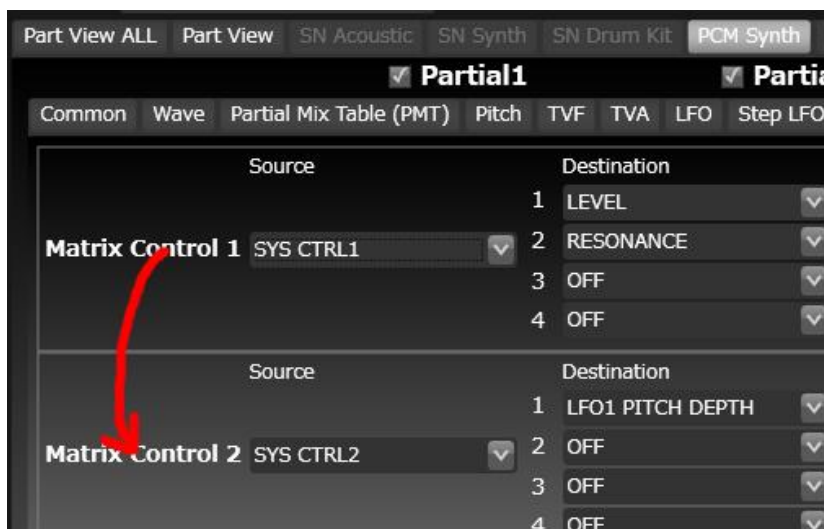 Part View ALL Part View SN Acoustic SN Synth SN Drum Kit PCM Synth
Partial1
Common Wave Partial Mix Table (PMT) Pitch TVF TVA LFO Step LFO
Source Destination
1 LEVEL
Matrix Control 1 SYS CTRL1 2 RESONANCE
3 OFF
4 OFF
Source Destination
1 LFO1 PITCH DEPTH
Matrix Control 2 SYS CTRL2 2 OFF
3 OFF
4 OFF